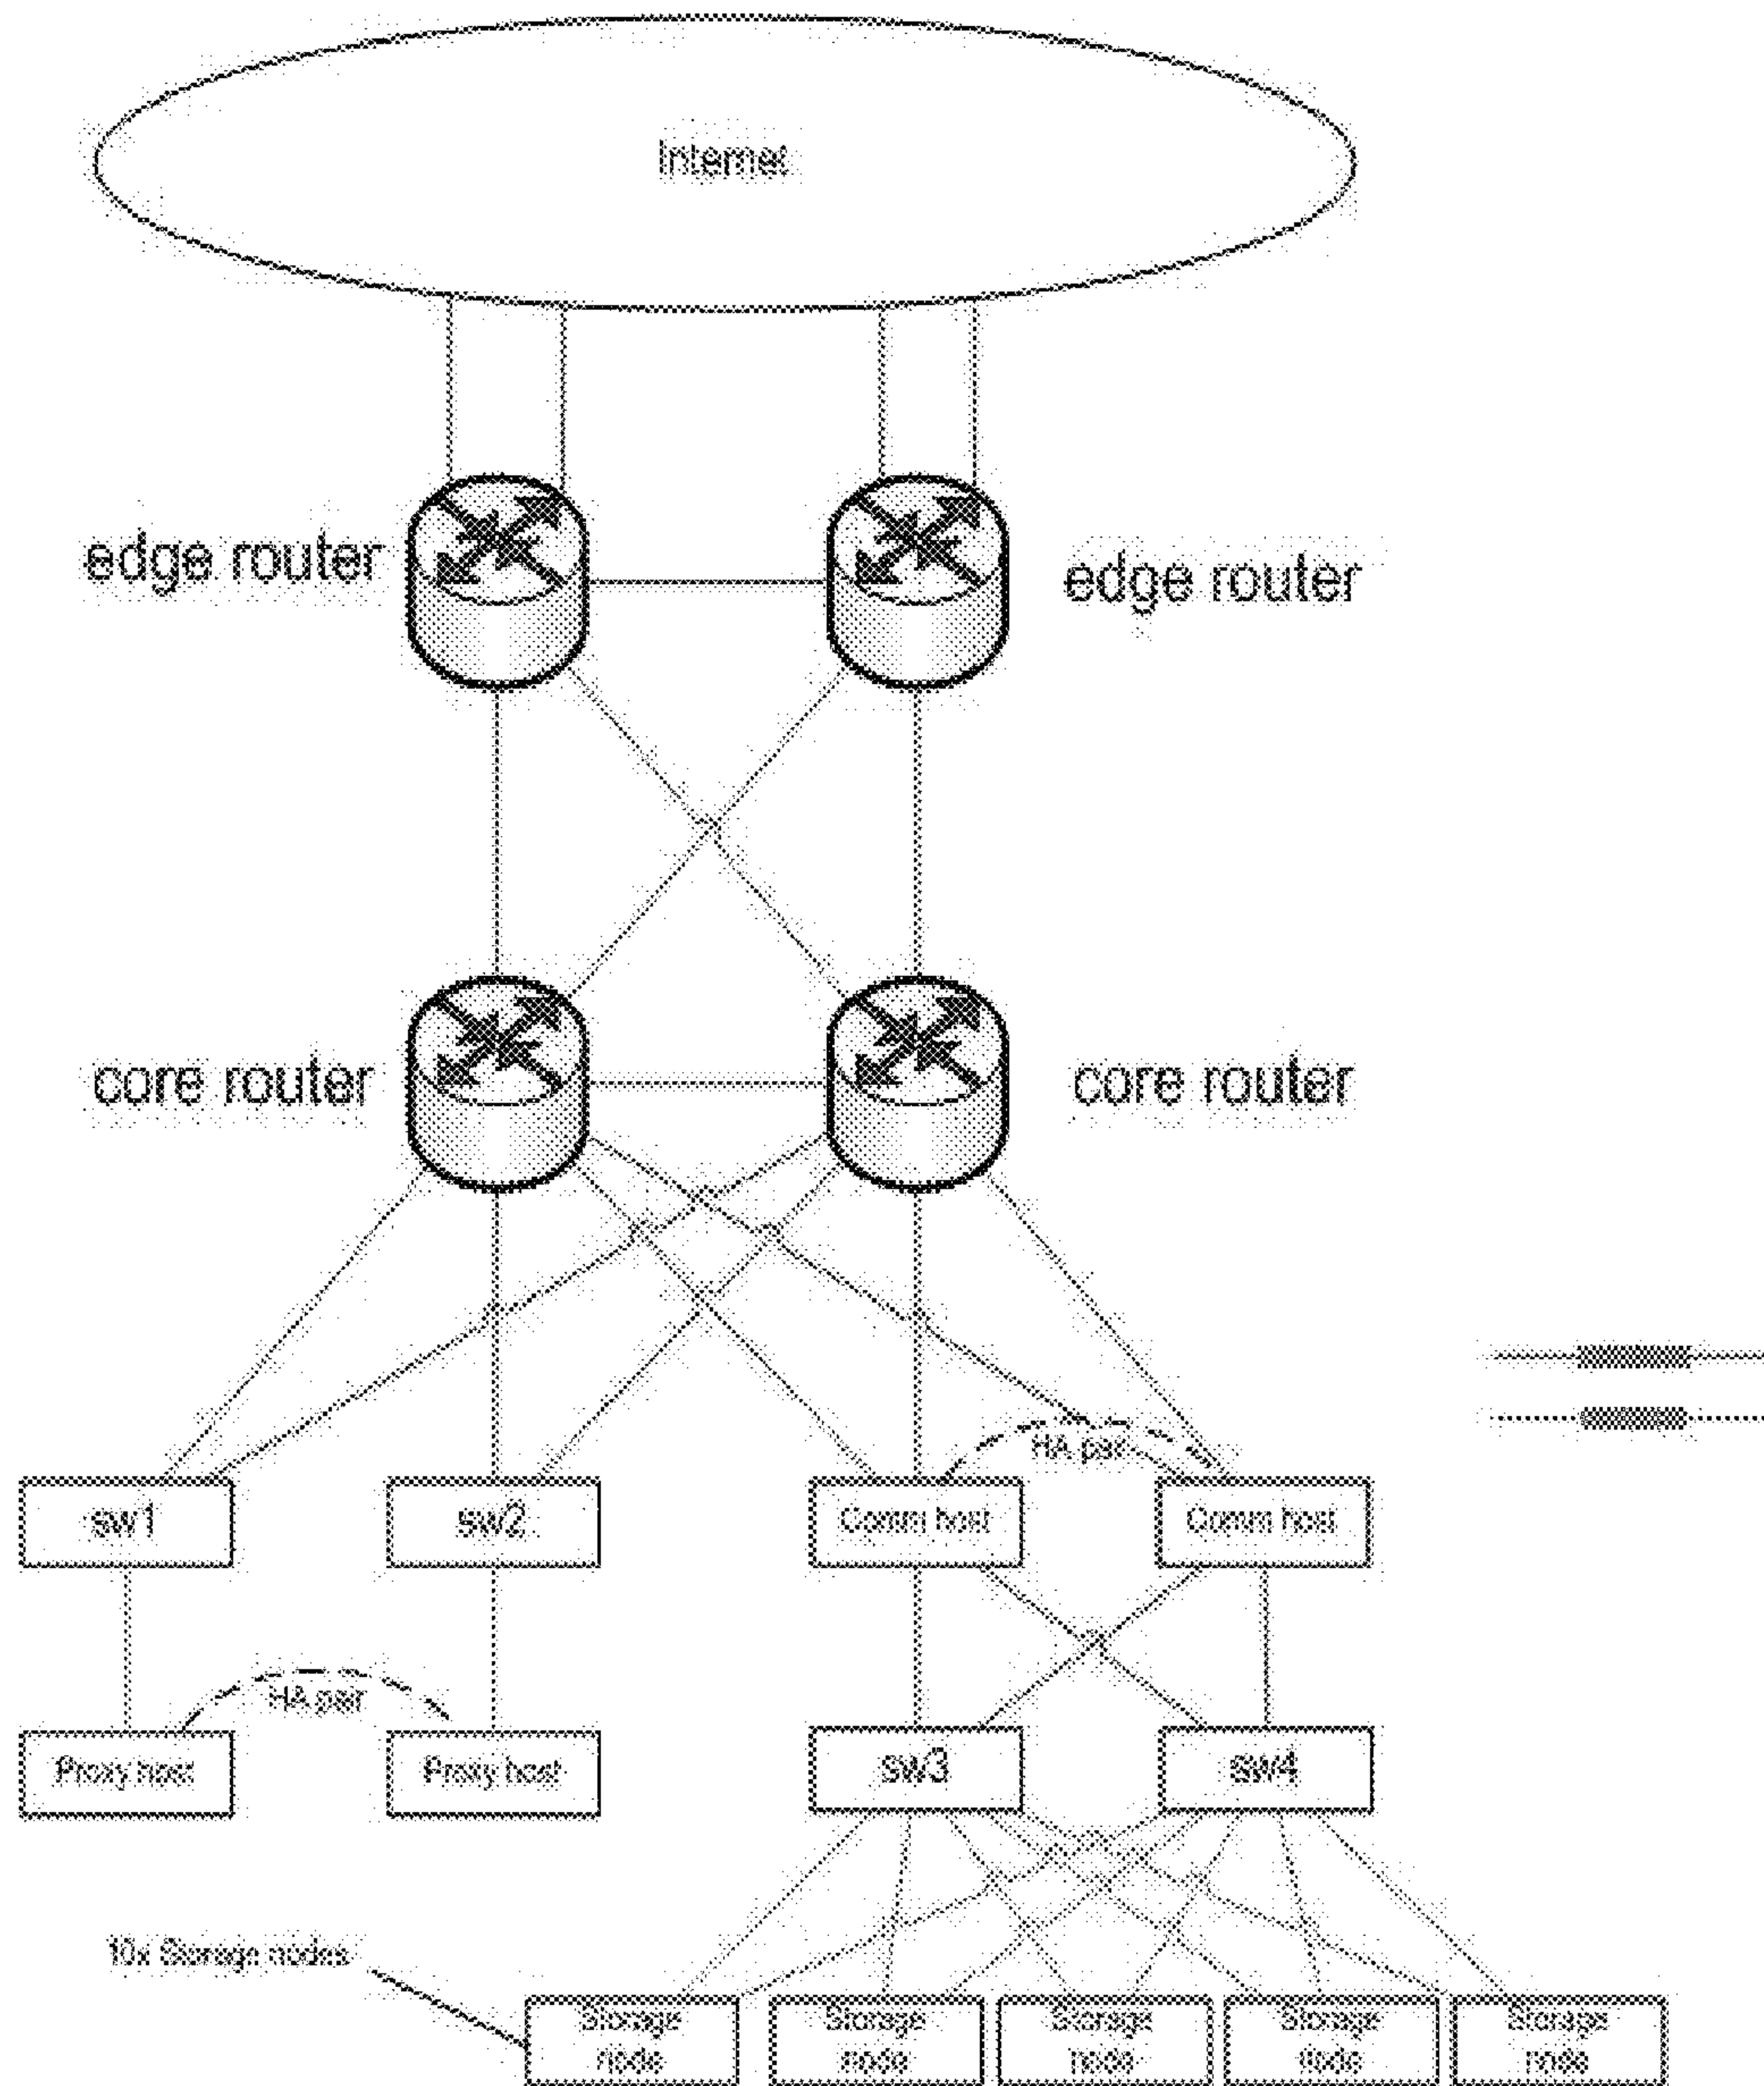 Internet
edge router
edge router
core router
core router
HA pair
sw1
sw2
Comm host
Comm host
HA pair
Proxy host
Proxy host
sw3
sw4
10x Storage nodes
Storage
node
Storage
node
Storage
node
Storage
node
Storage
node